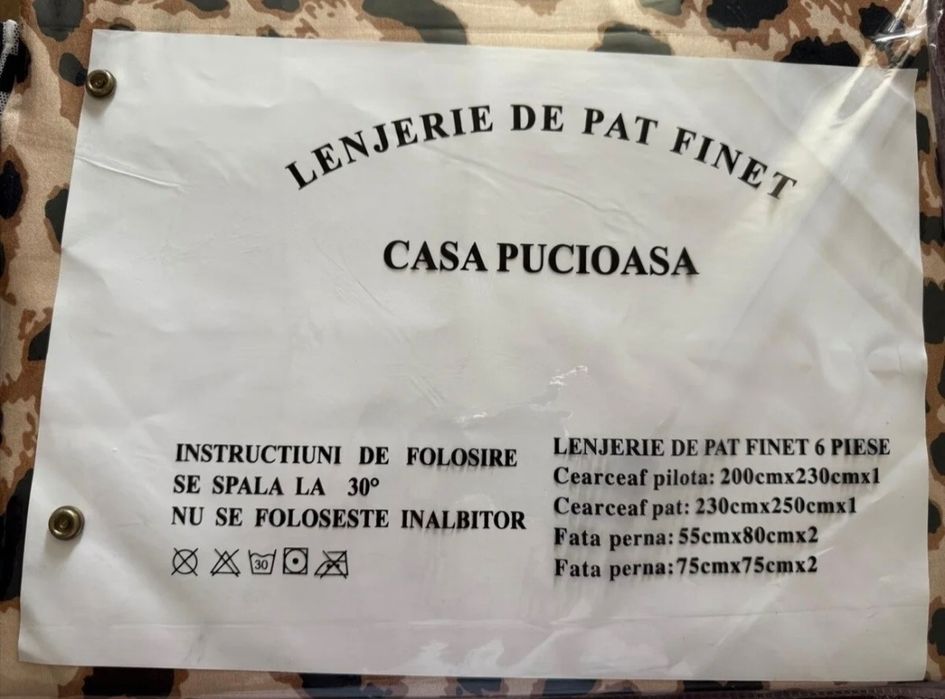 LENJERIE DE PAT FINET
CASA PUCIOASA
INSTRUCTIUNI DE FOLOSIRE
SE SPALA LA 30°
NU SE FOLOSESTE INALBITOR
30
LENJERIE DE PAT FINET 6 PIESE
Cearceaf pilota: 200cmx230cmx1
Cearceaf pat: 230cmx250cmx1
Fata perna: 55cmx80cmx2
Fata perna:75cmx75cmx2